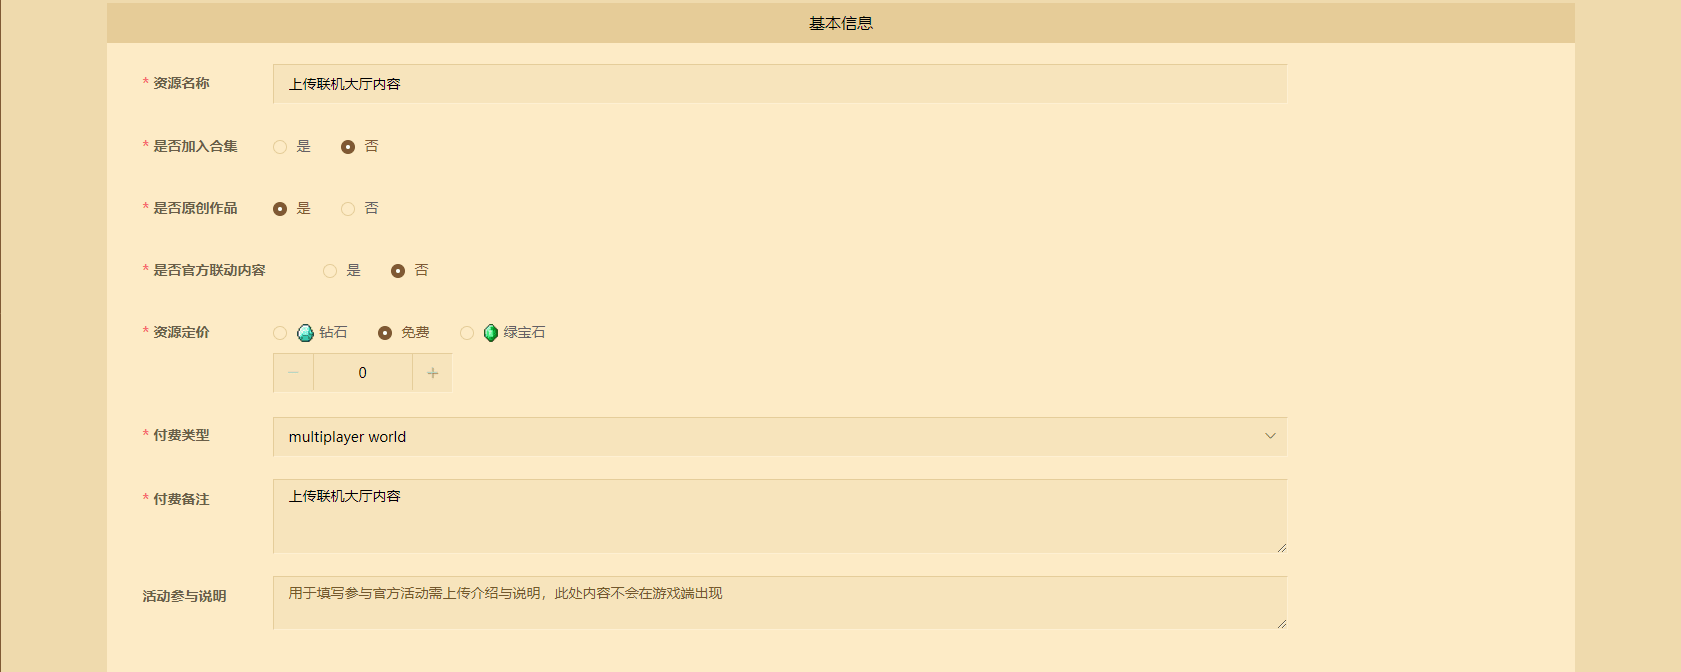 基本信息
* 资源名称 上传联机大厅内容
* 是否加入合集 是 否
* 是否原创作品 是 否
* 是否官方联动内容 是 否
* 资源定价 钻石 免费 绿宝石
− 0 +
* 付费类型 multiplayer world
* 付费备注 上传联机大厅内容
活动参与说明 用于填写参与官方活动需上传介绍与说明，此处内容不会在游戏端出现